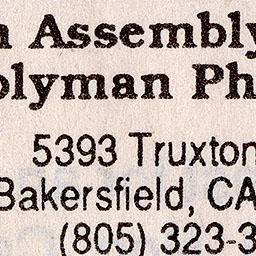 n Assembly
olyman Ph
5393 Truxton
Bakersfield, CA
(805) 323-3